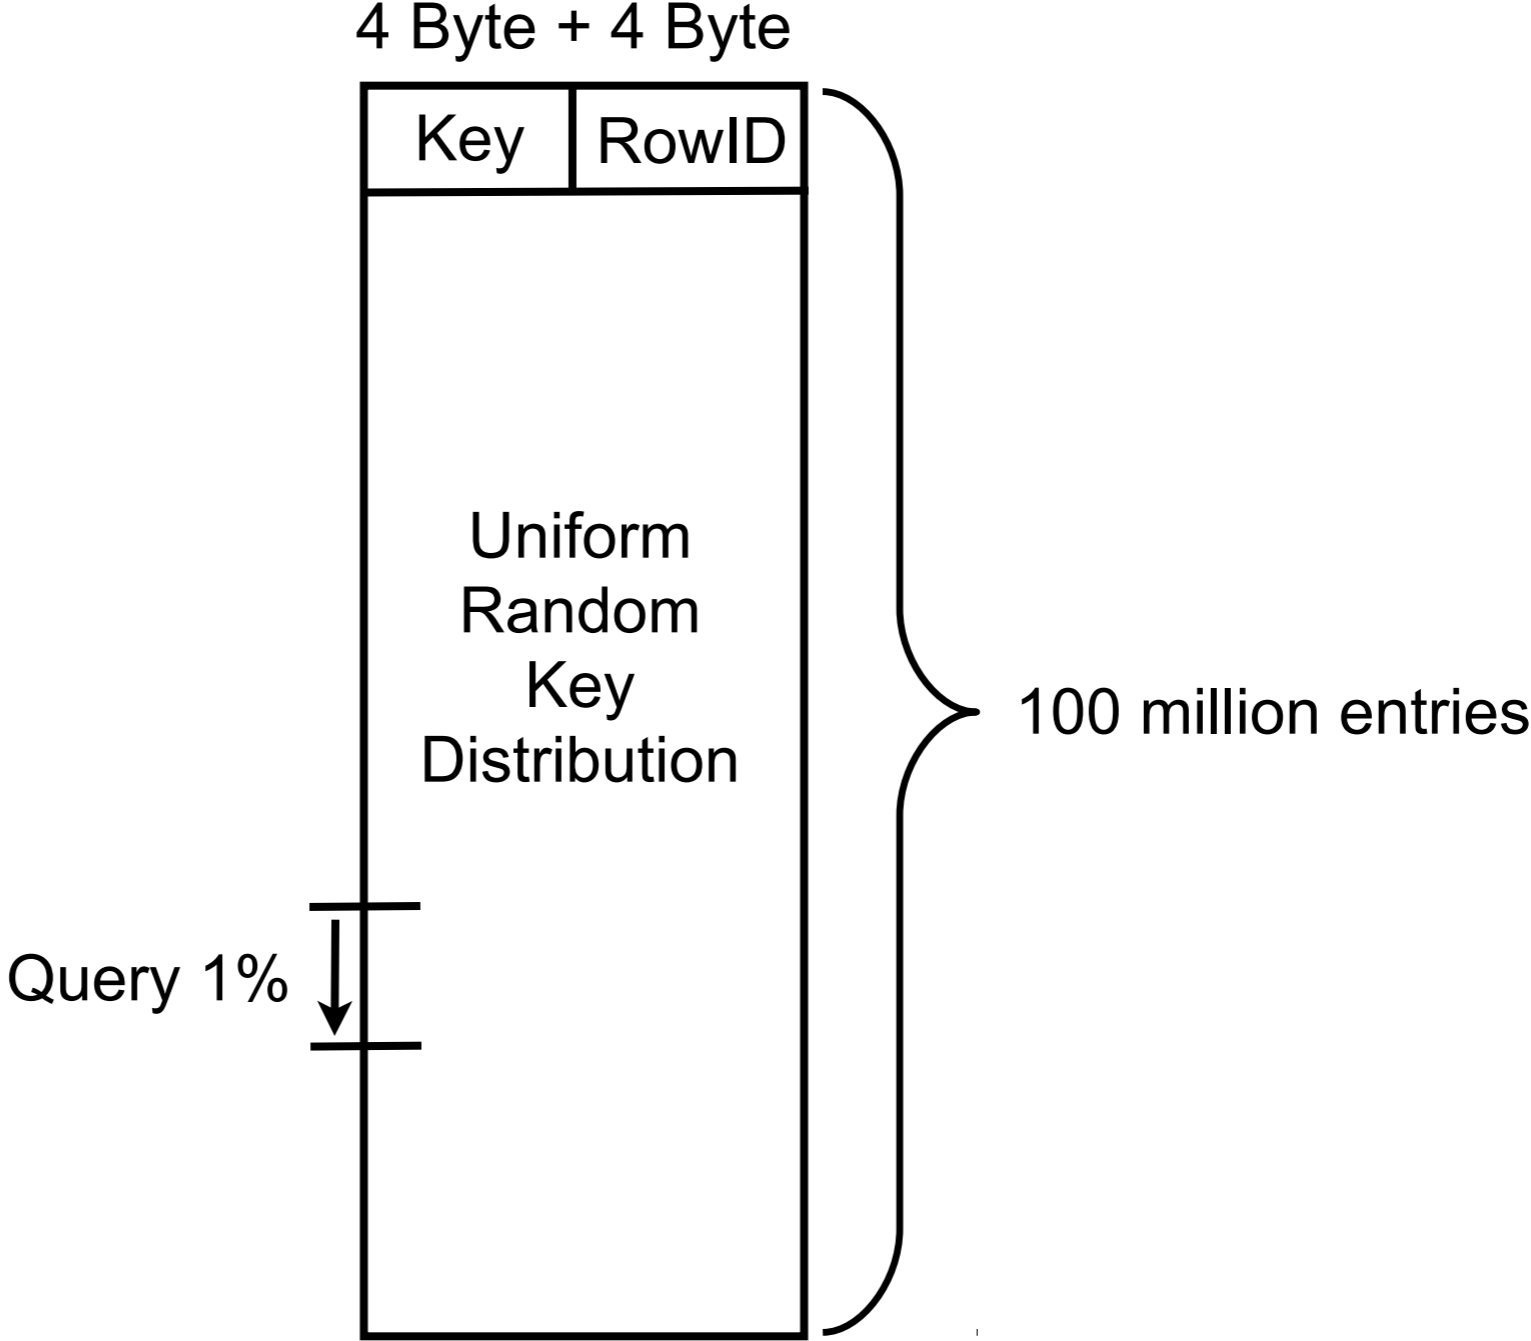 4 Byte + 4 Byte
Key RowID
Uniform
Random
Key
Distribution
100 million entries
Query 1%